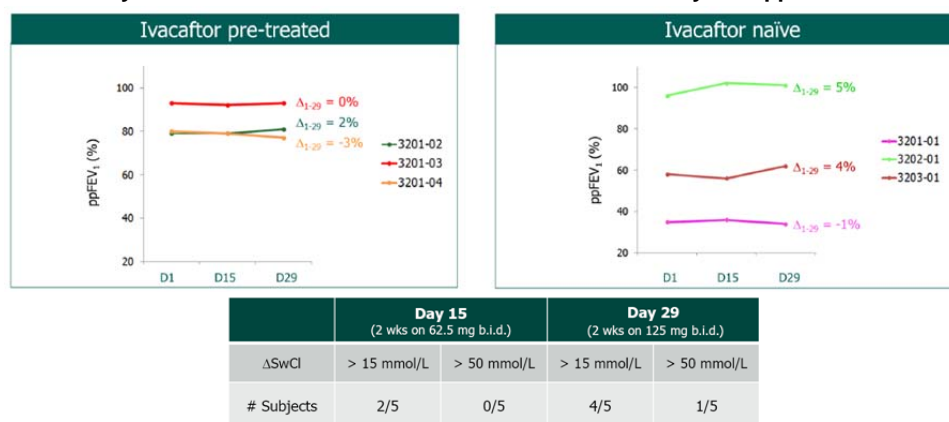 Ivacaftor pre-treated
100
80
60
40
20
ppFEV₁ (%)
D1 D15 D29
Δ₁₋₂₉ = 0%
Δ₁₋₂₉ = 2%
Δ₁₋₂₉ = -3%
3201-02
3201-03
3201-04
Ivacaftor naïve
100
80
60
40
20
ppFEV₁ (%)
D1 D15 D29
Δ₁₋₂₉ = 5%
Δ₁₋₂₉ = 4%
Δ₁₋₂₉ = -1%
3201-01
3202-01
3203-01
Day 15 Day 29
(2 wks on 62.5 mg b.i.d.) (2 wks on 125 mg b.i.d.)
ΔSwCl > 15 mmol/L > 50 mmol/L > 15 mmol/L > 50 mmol/L
# Subjects 2/5 0/5 4/5 1/5